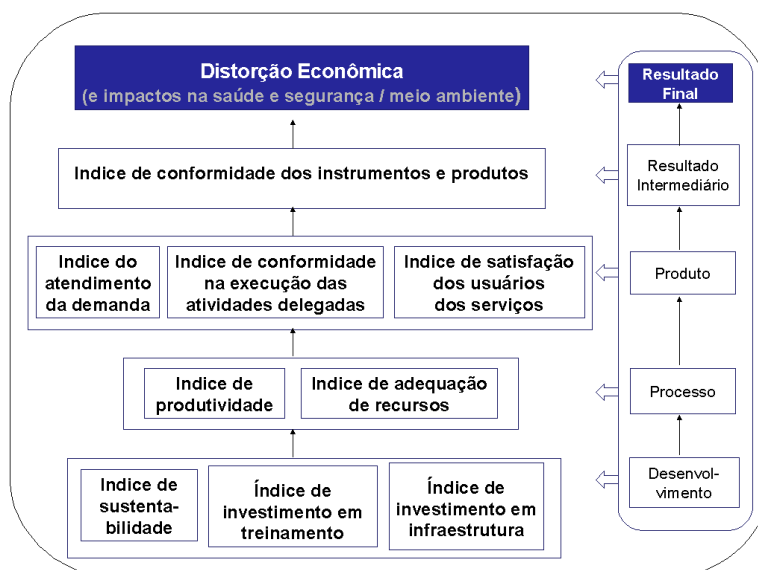 Distorção Econômica
(e impactos na saúde e segurança / meio ambiente)
Resultado
Final
Indice de conformidade dos instrumentos e produtos
Resultado
Intermediário
Indice do
atendimento
da demanda
Indice de conformidade
na execução das
atividades delegadas
Indice de satisfação
dos usuários
dos serviços
Produto
Indice de
produtividade
Indice de adequação
de recursos
Processo
Indice de
sustenta-
bilidade
Índice de
investimento em
treinamento
Índice de
investimento em
infraestrutura
Desenvol-
vimento